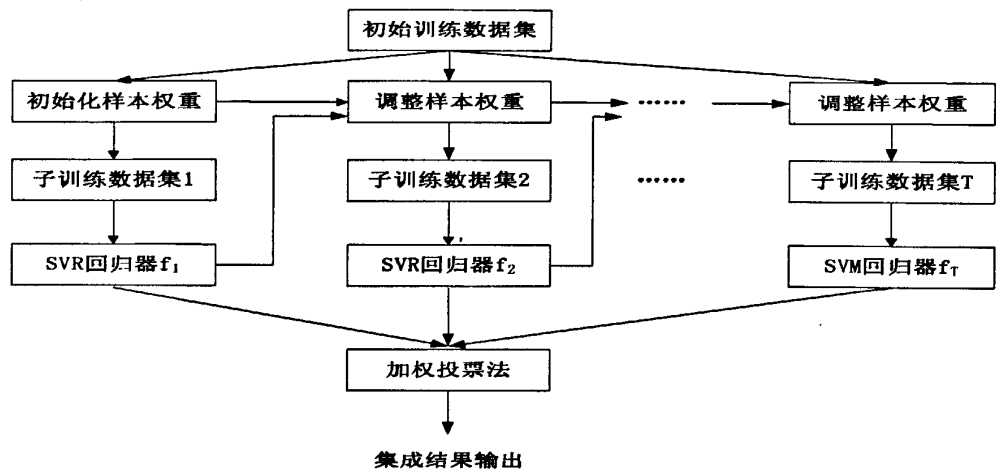 初始训练数据集
初始化样本权重
调整样本权重
……
调整样本权重
子训练数据集1
子训练数据集2
……
子训练数据集T
SVR回归器f₁
SVR回归器f₂
SVM回归器fT
加权投票法
集成结果输出